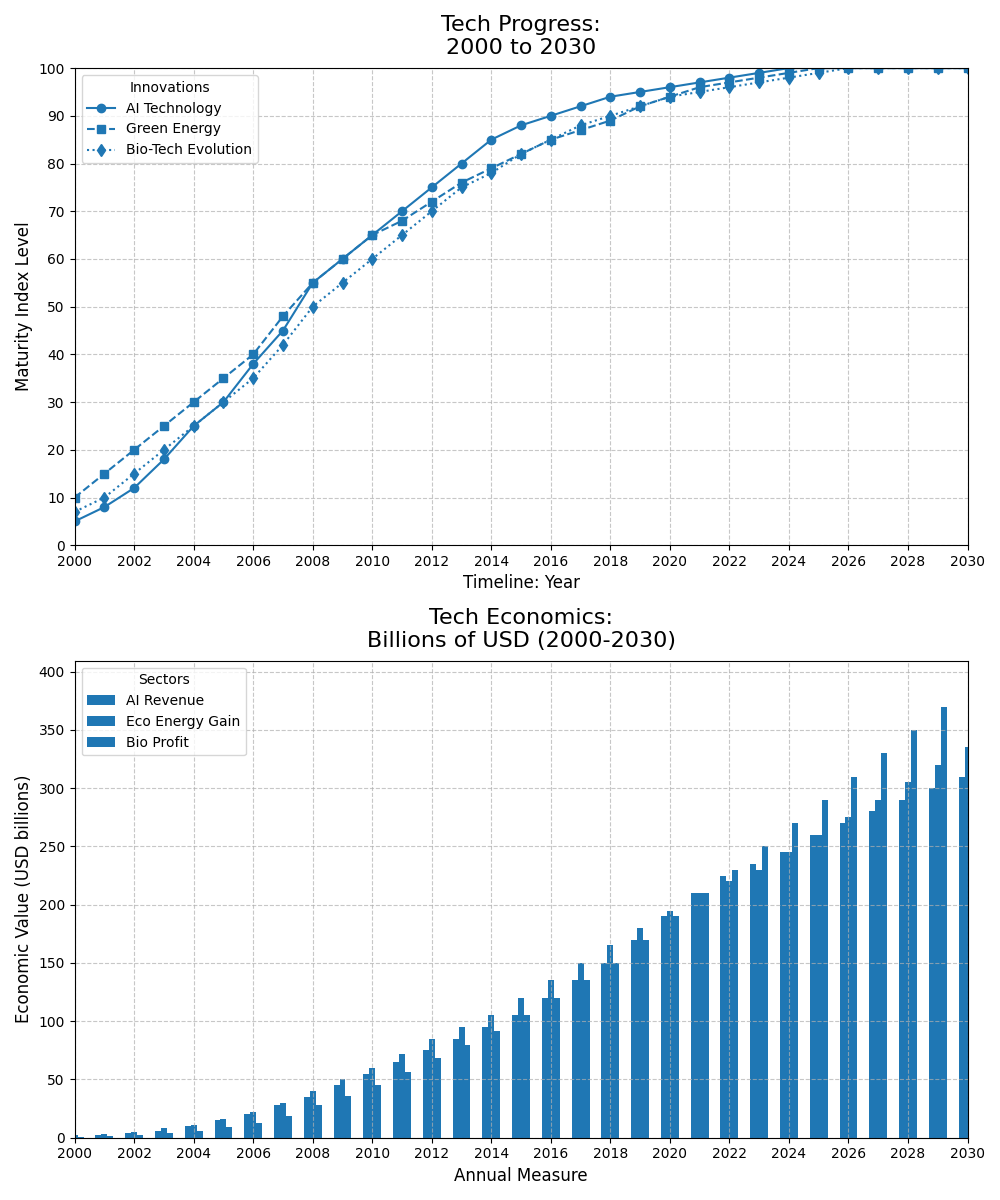 Tech Progress:
2000 to 2030
Maturity Index Level
100
90
80
70
60
50
40
30
20
10
0
Innovations
AI Technology
Green Energy
Bio-Tech Evolution
2000 2002 2004 2006 2008 2010 2012 2014 2016 2018 2020 2022 2024 2026 2028 2030
Timeline: Year
Tech Economics:
Billions of USD (2000-2030)
Economic Value (USD billions)
400
350
300
250
200
150
100
50
0
Sectors
AI Revenue
Eco Energy Gain
Bio Profit
2000 2002 2004 2006 2008 2010 2012 2014 2016 2018 2020 2022 2024 2026 2028 2030
Annual Measure